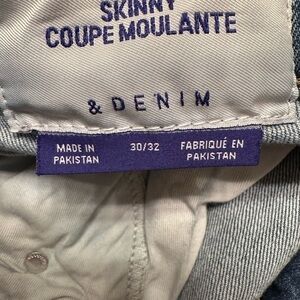 SKINNY
COUPE MOULANTE
& DENIM
MADE IN
PAKISTAN
30/32
FABRIQUÉ EN
PAKISTAN